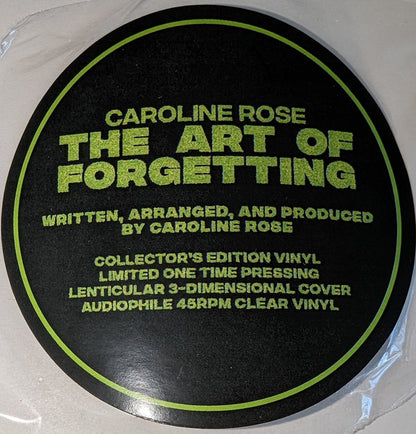 CAROLINE ROSE
THE ART OF
FORGETTING
WRITTEN, ARRANGED, AND PRODUCED
BY CAROLINE ROSE
COLLECTOR'S EDITION VINYL
LIMITED ONE TIME PRESSING
LENTICULAR 3-DIMENSIONAL COVER
AUDIOPHILE 45RPM CLEAR VINYL